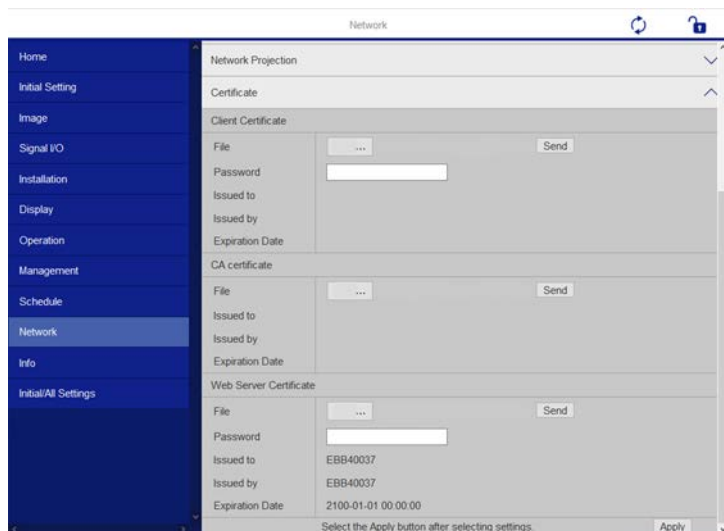 Network
Home
Initial Setting
Image
Signal I/O
Installation
Display
Operation
Management
Schedule
Network
Info
Initial/All Settings
Network Projection
Certificate
Client Certificate
File ... Send
Password
Issued to
Issued by
Expiration Date
CA certificate
File ... Send
Issued to
Issued by
Expiration Date
Web Server Certificate
File ... Send
Password
Issued to EBB40037
Issued by EBB40037
Expiration Date 2100-01-01 00:00:00
Select the Apply button after selecting settings. Apply